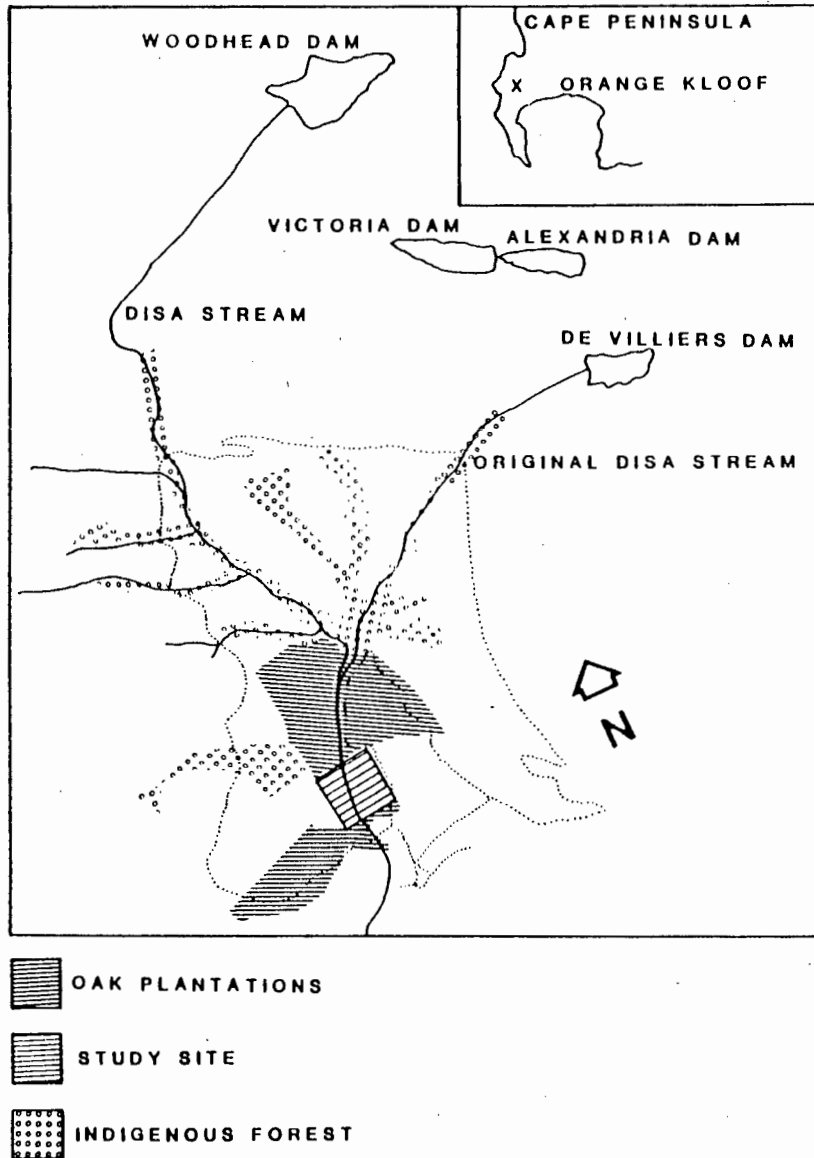 CAPE PENINSULA
WOODHEAD DAM
X ORANGE KLOOF
VICTORIA DAM
ALEXANDRIA DAM
DISA STREAM
DE VILLIERS DAM
ORIGINAL DISA STREAM
N
OAK PLANTATIONS
STUDY SITE
INDIGENOUS FOREST